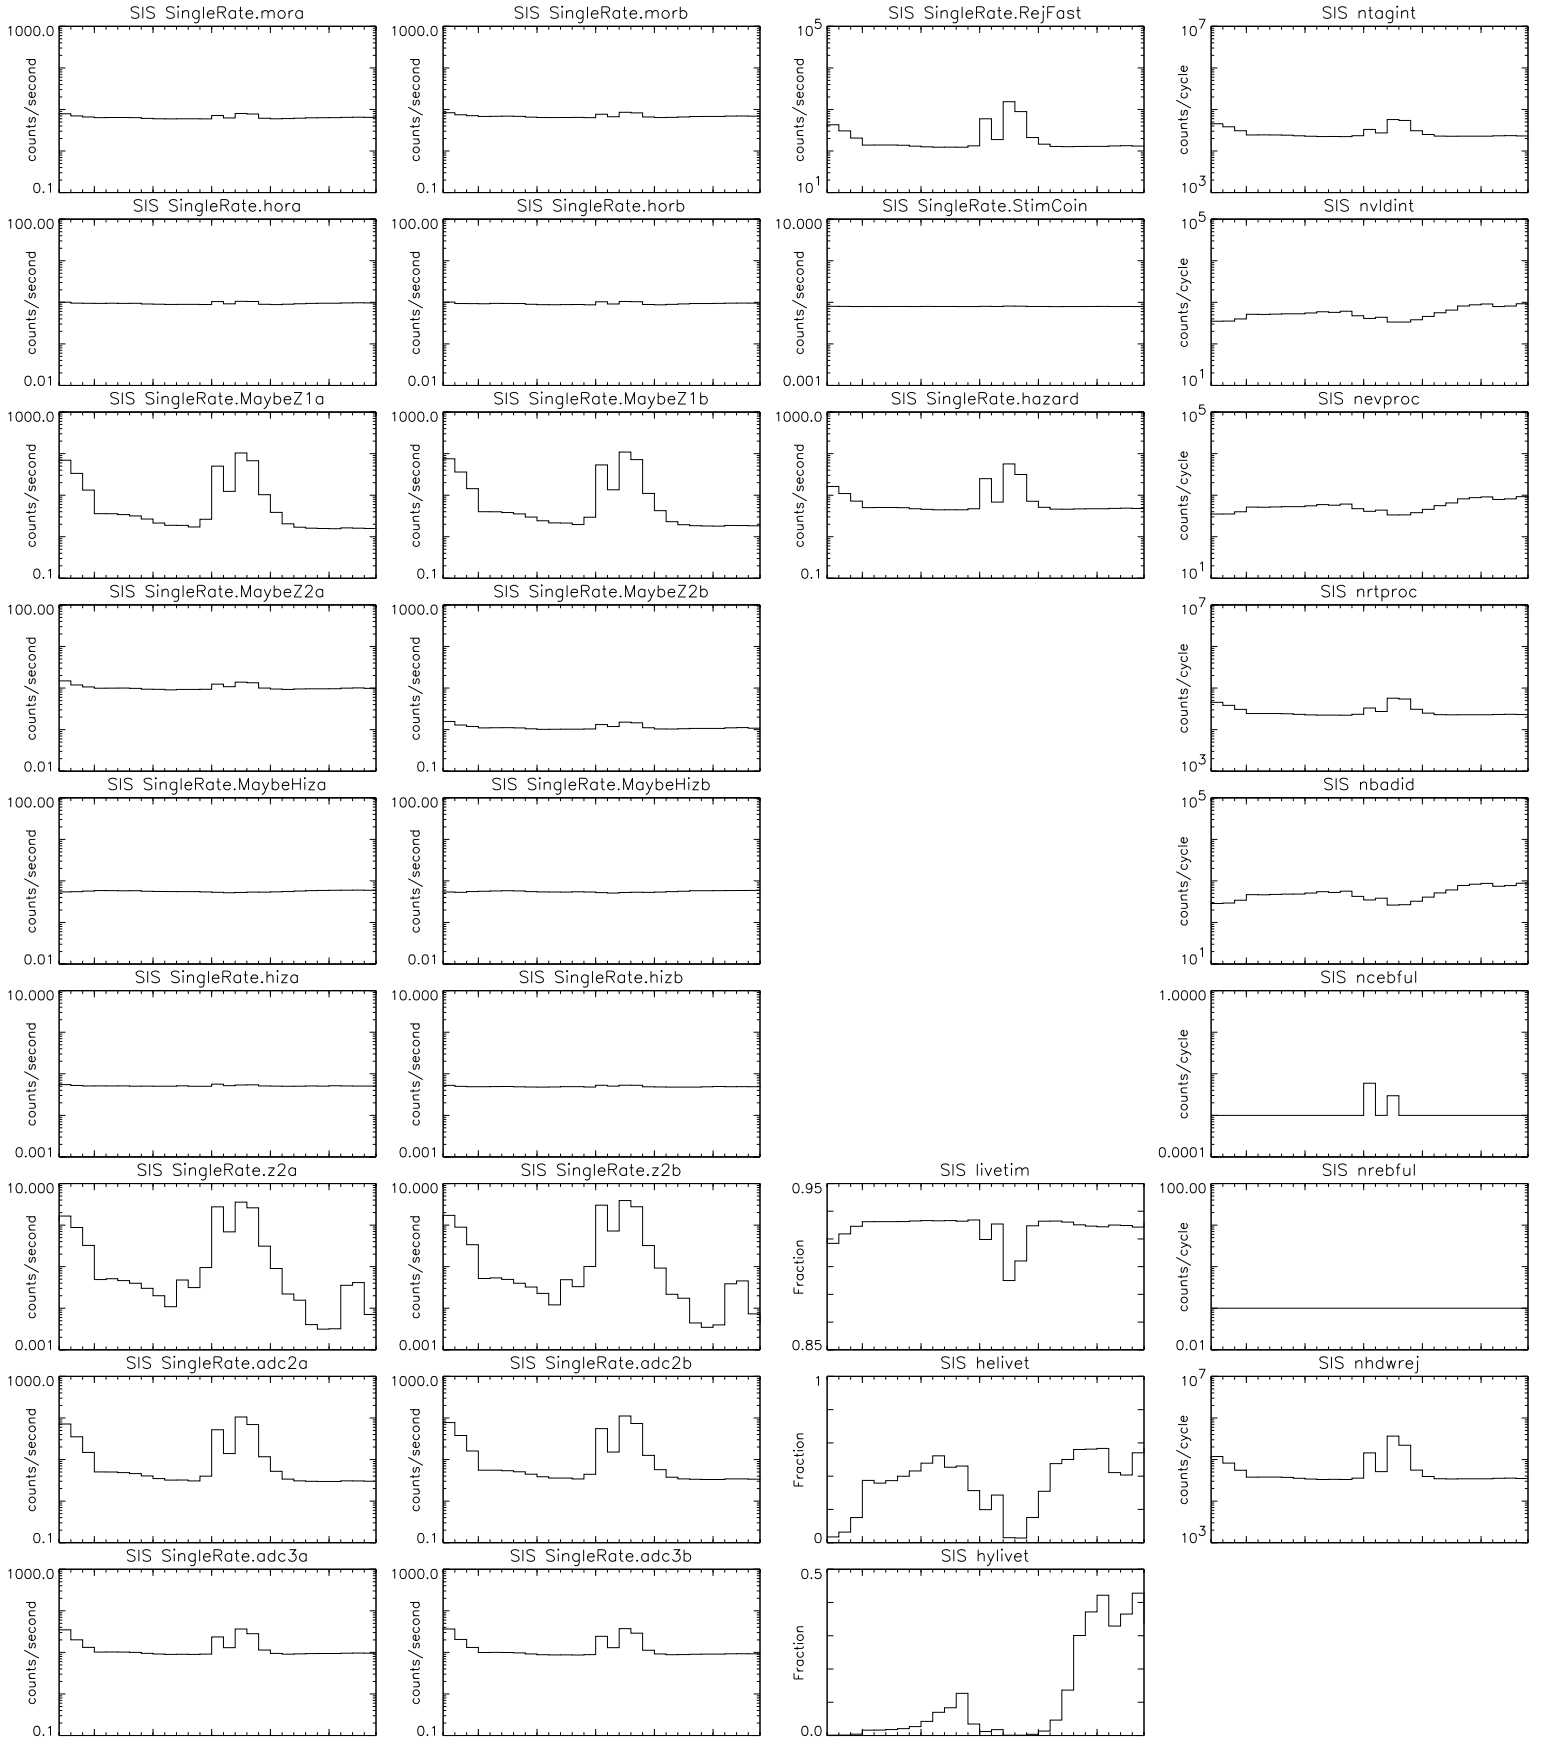 SIS SingleRate.mora
1000.0
counts/second
0.1
SIS SingleRate.morb
1000.0
counts/second
0.1
SIS SingleRate.RejFast
10^5
counts/second
10^1
SIS ntagint
10^7
counts/cycle
10^3
SIS SingleRate.hora
100.00
counts/second
0.01
SIS SingleRate.horb
100.00
counts/second
0.01
SIS SingleRate.StimCoin
10.000
counts/second
0.001
SIS nvldint
10^5
counts/cycle
10^1
SIS SingleRate.MaybeZ1a
1000.0
counts/second
0.1
SIS SingleRate.MaybeZ1b
1000.0
counts/second
0.1
SIS SingleRate.hazard
1000.0
counts/second
0.1
SIS nevproc
10^5
counts/cycle
10^1
SIS SingleRate.MaybeZ2a
100.00
counts/second
0.01
SIS SingleRate.MaybeZ2b
1000.0
counts/second
0.1
SIS nrtproc
10^7
counts/cycle
10^3
SIS SingleRate.MaybeHiza
100.00
counts/second
0.01
SIS SingleRate.MaybeHizb
100.00
counts/second
0.01
SIS nbadid
10^5
counts/cycle
10^1
SIS SingleRate.hiza
10.000
counts/second
0.001
SIS SingleRate.hizb
10.000
counts/second
0.001
SIS ncebful
1.0000
counts/cycle
0.0001
SIS SingleRate.z2a
10.000
counts/second
0.001
SIS SingleRate.z2b
10.000
counts/second
0.001
SIS livetim
0.95
Fraction
0.85
SIS nrebful
100.00
counts/cycle
0.01
SIS SingleRate.adc2a
1000.0
counts/second
0.1
SIS SingleRate.adc2b
1000.0
counts/second
0.1
SIS helivet
1
Fraction
0
SIS nhdwrej
10^7
counts/cycle
10^3
SIS SingleRate.adc3a
1000.0
counts/second
0.1
SIS SingleRate.adc3b
1000.0
counts/second
0.1
SIS hylivet
0.5
Fraction
0.0